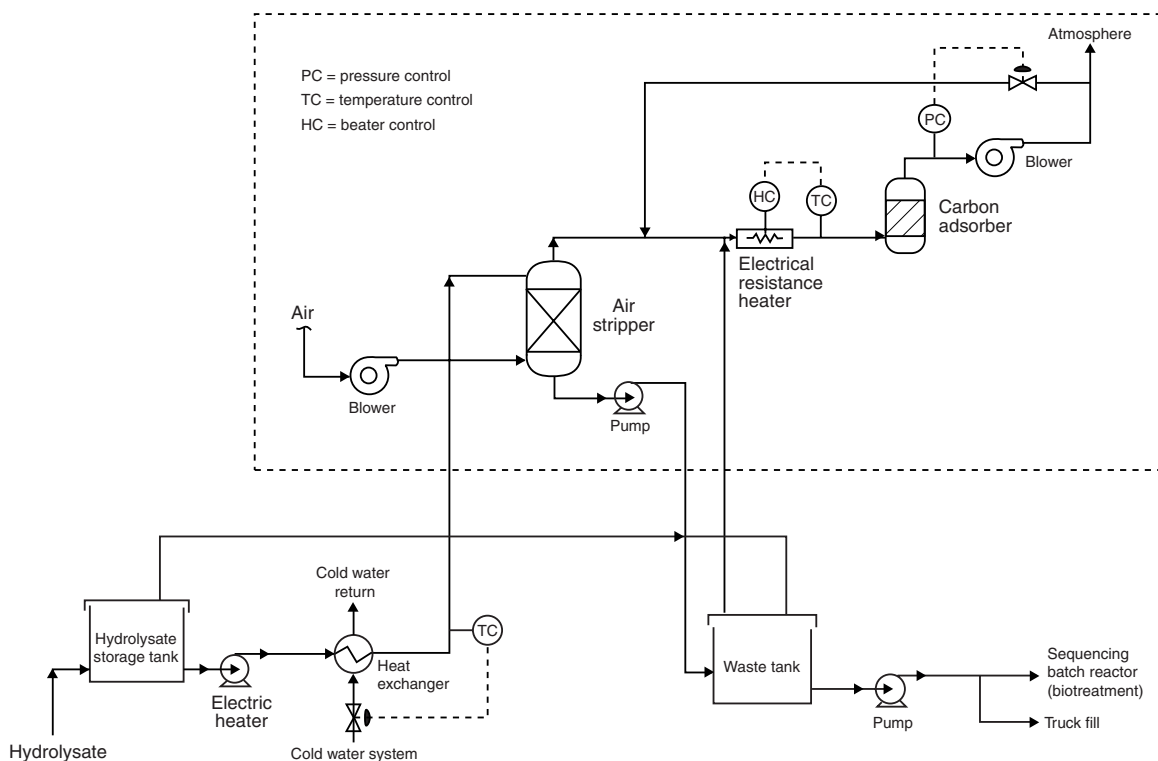 Atmosphere
PC = pressure control
TC = temperature control
HC = beater control
PC
Blower
HC
TC
Carbon
adsorber
Electrical
resistance
heater
Air
Air
stripper
Blower
Pump
Cold water
return
Hydrolysate
storage tank
TC
Heat
exchanger
Electric
heater
Waste tank
Sequencing
batch reactor
(biotreatment)
Pump
Truck fill
Hydrolysate
Cold water system